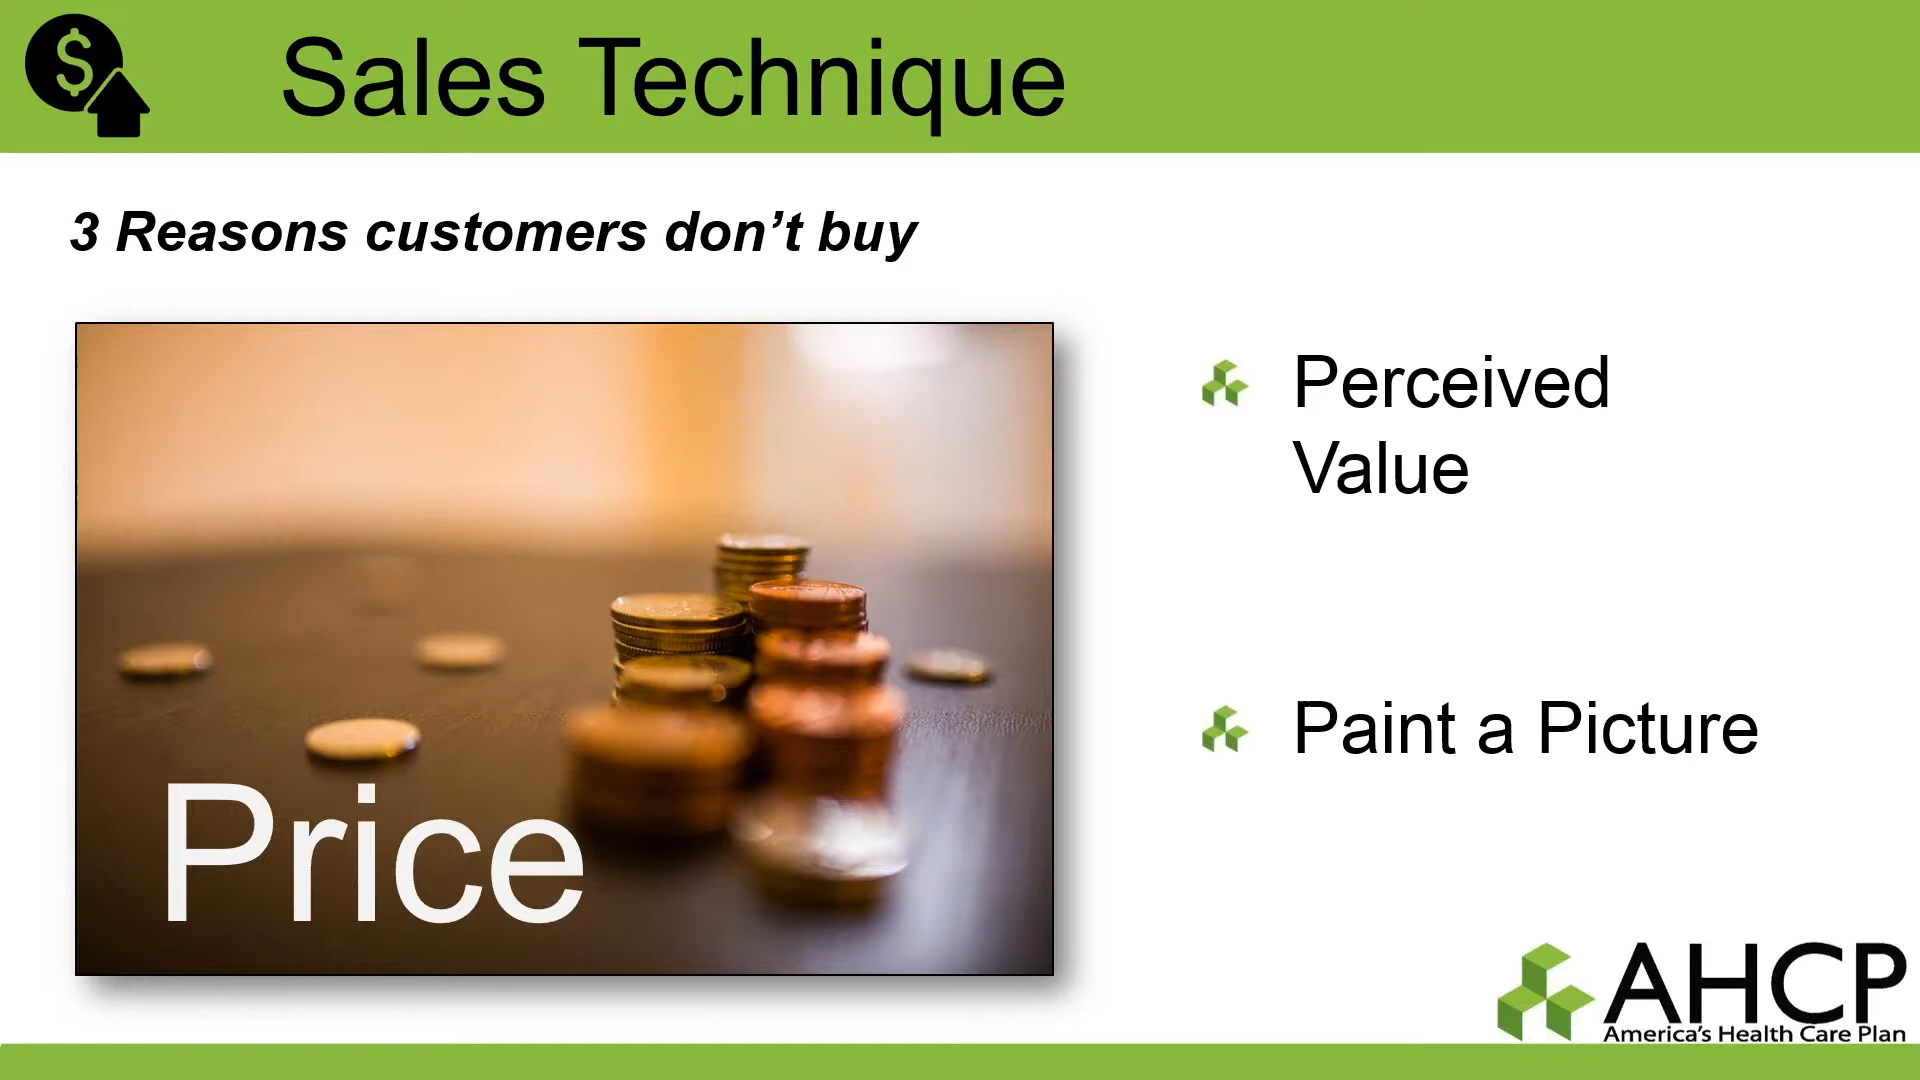 $
Sales Technique
3 Reasons customers don’t buy
Price
Perceived
Value
Paint a Picture
AHCP
America's Health Care Plan